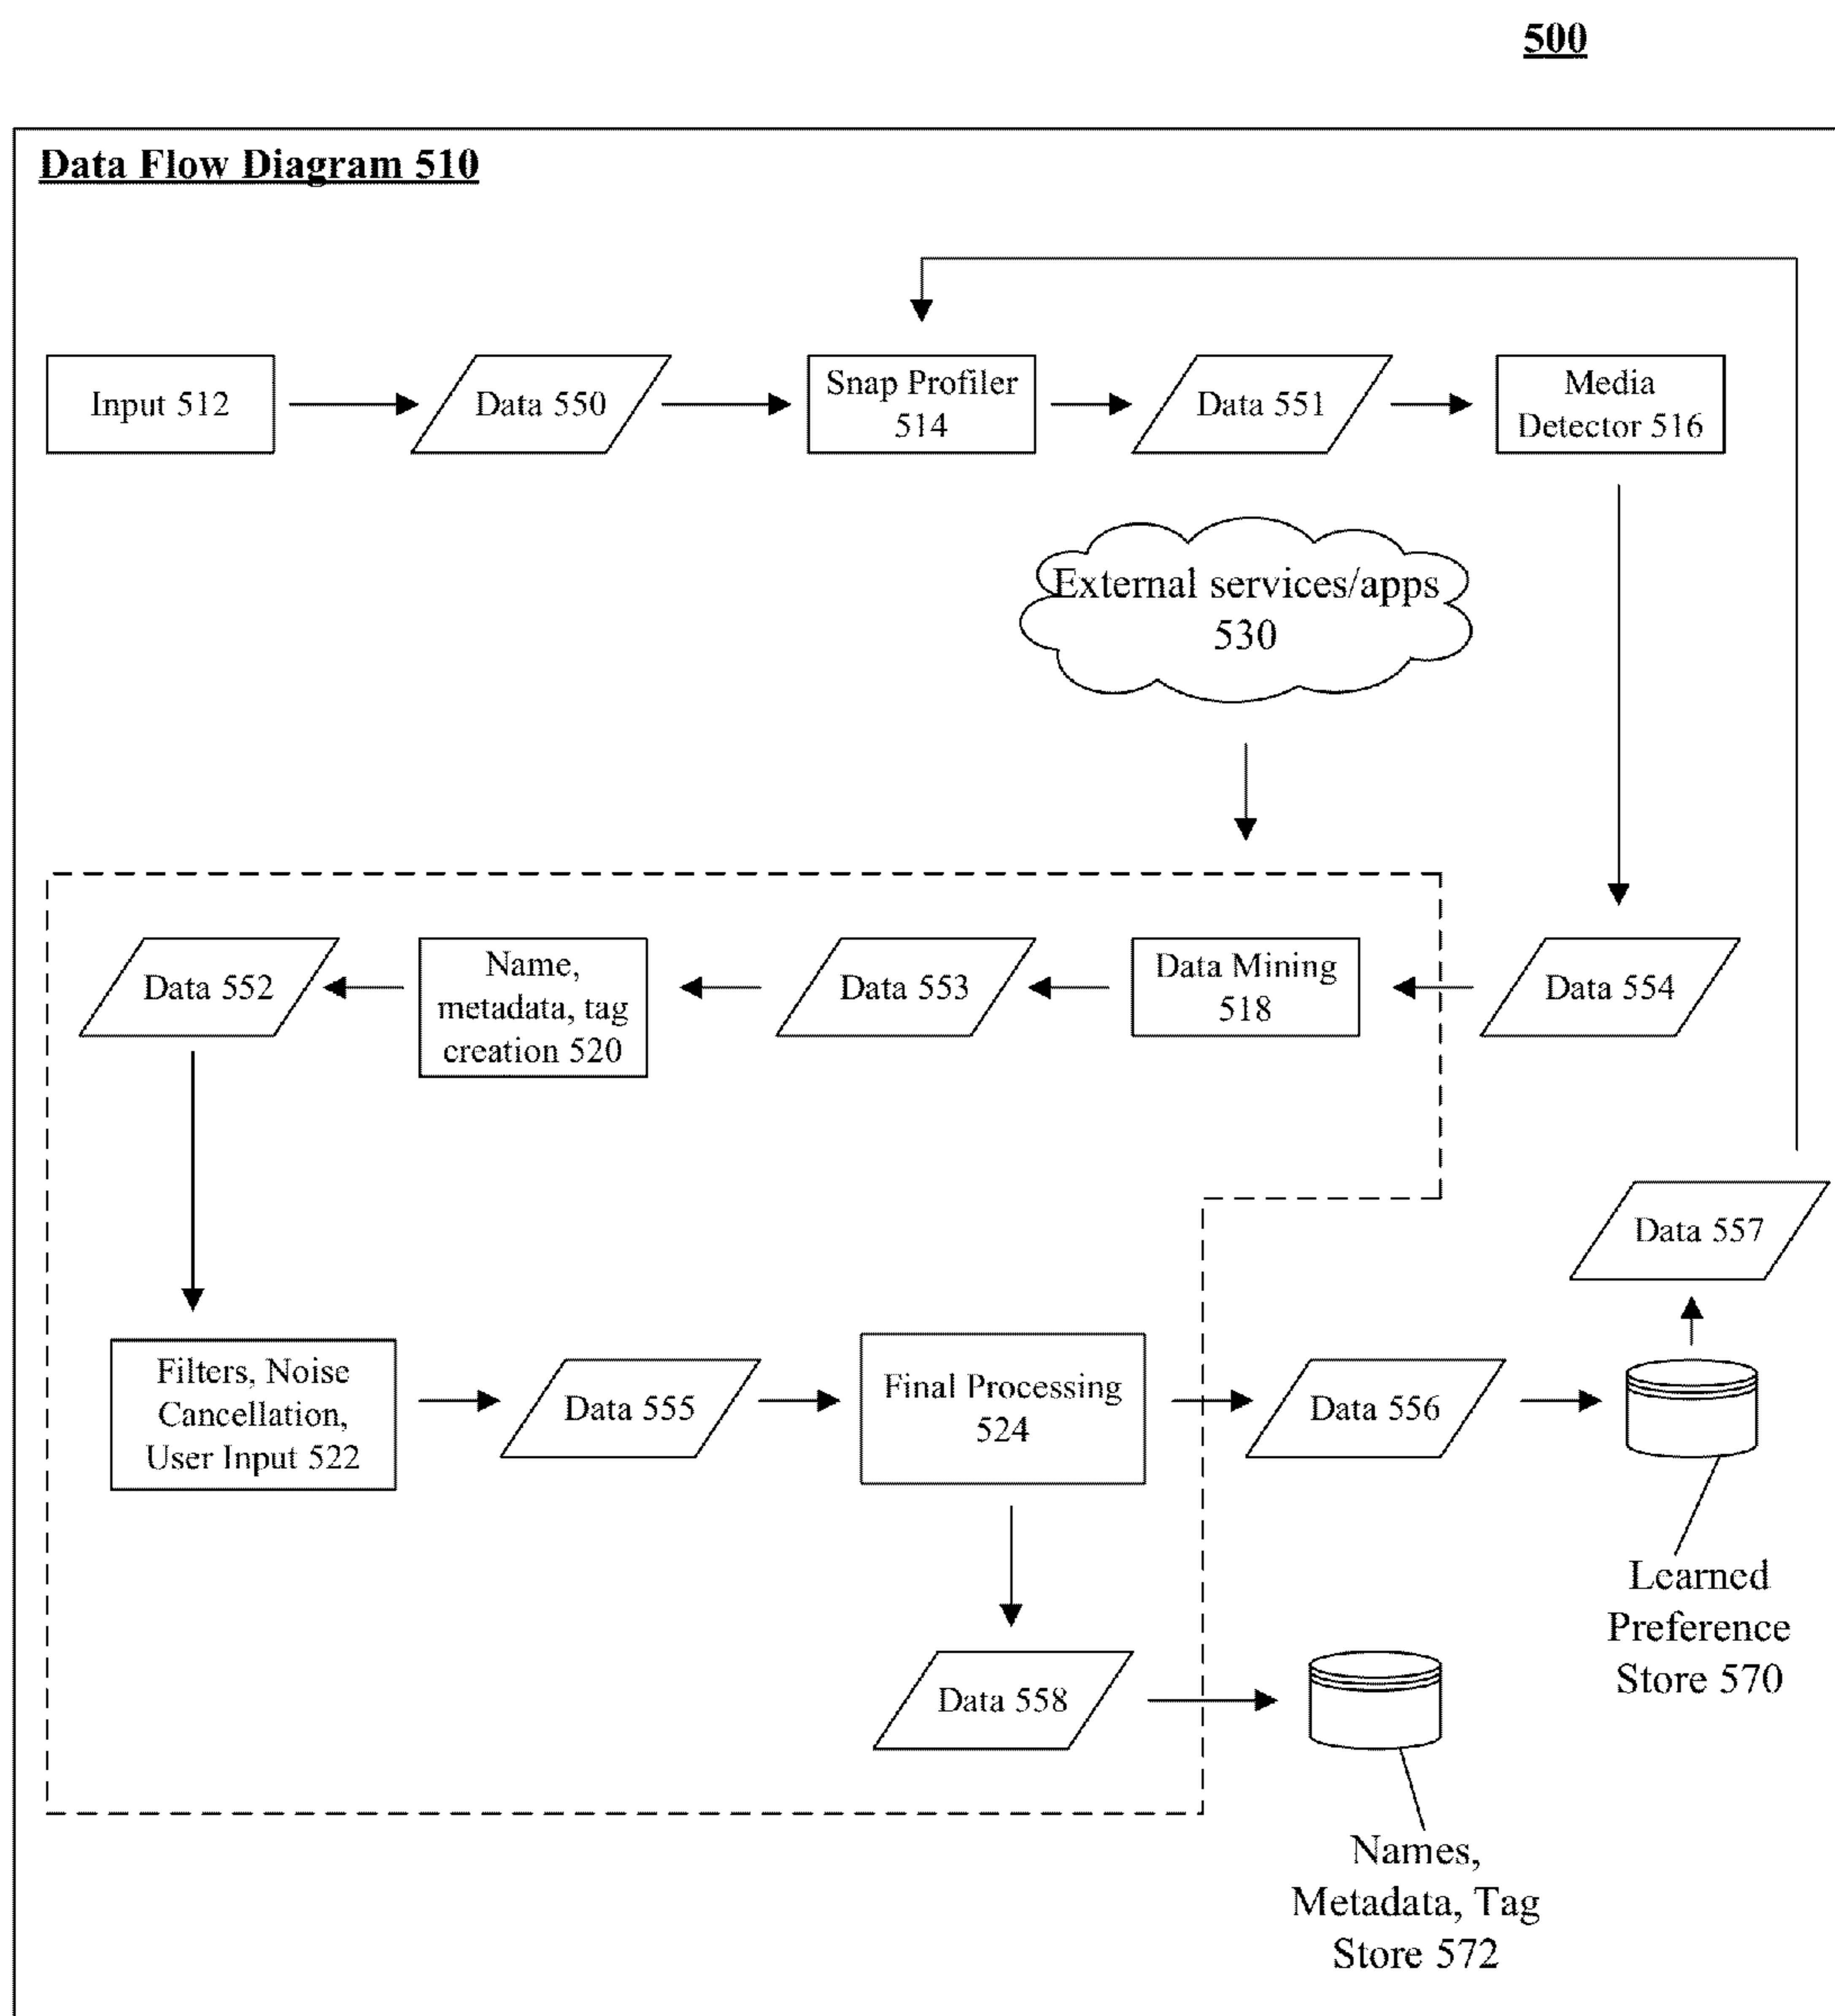 500
Data Flow Diagram 510
Input 512
Data 550
Snap Profiler
514
Data 551
Media
Detector 516
External services/apps
530
Data 552
Name,
metadata, tag
creation 520
Data 553
Data Mining
518
Data 554
Data 557
Filters, Noise
Cancellation,
User Input 522
Data 555
Final Processing
524
Data 556
Learned
Preference
Store 570
Data 558
Names,
Metadata, Tag
Store 572